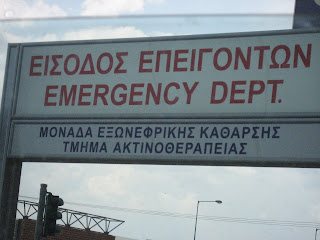 ΕΙΣΟΔΟΣ ΕΠΕΙΓΟΝΤΩΝ
EMERGENCY DEPT.
ΜΟΝΑΔΑ ΕΞΩΝΕΦΡΙΚΗΣ ΚΑΘΑΡΣΗΣ
ΤΜΗΜΑ ΑΚΤΙΝΟΘΕΡΑΠΕΙΑΣ